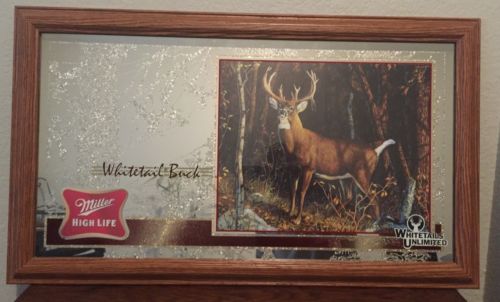 Whitetail Buck
Miller
HIGH LIFE
WHITETAILS
UNLIMITED